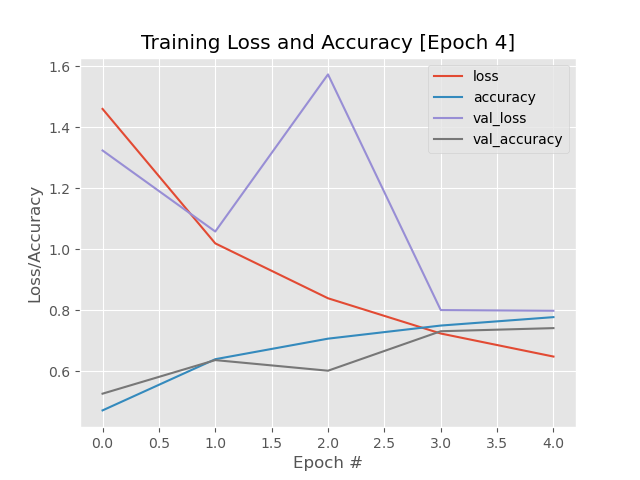 Training Loss and Accuracy [Epoch 4]
loss
accuracy
val_loss
val_accuracy
Loss/Accuracy
1.6
1.4
1.2
1.0
0.8
0.6
0.0 0.5 1.0 1.5 2.0 2.5 3.0 3.5 4.0
Epoch #